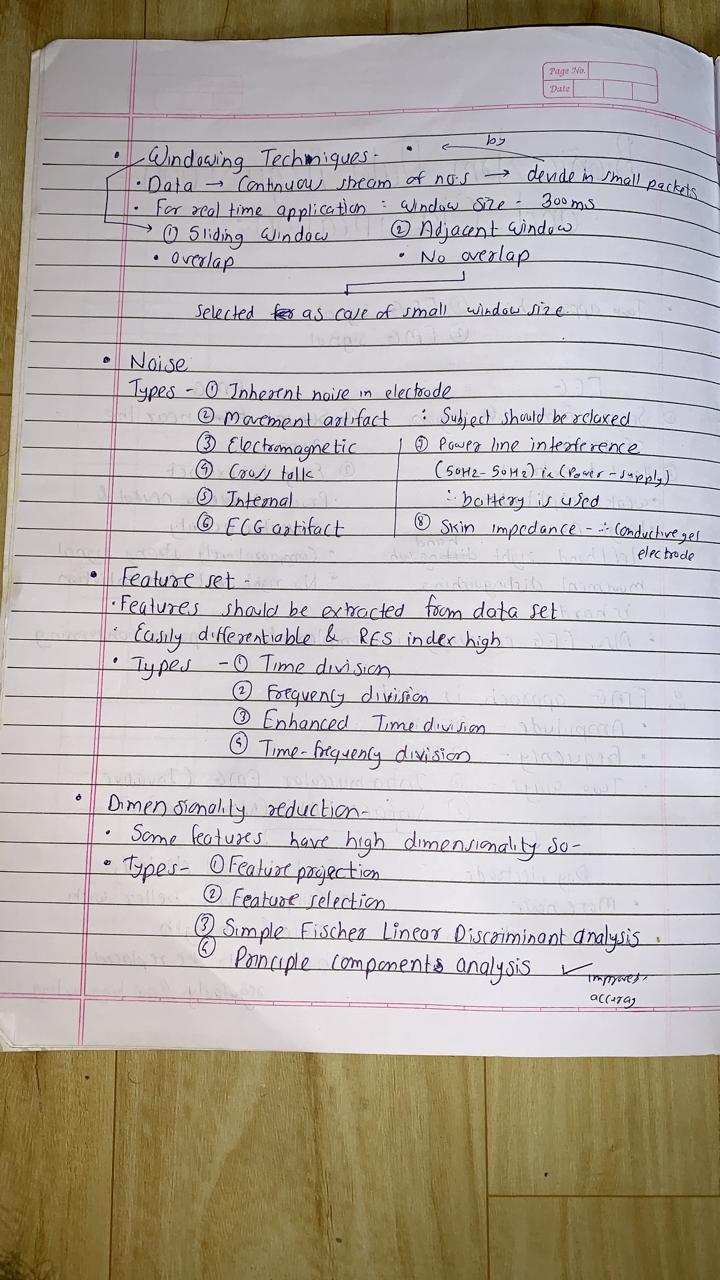 Page No.
Date
by
• Windowing Techniques - •
• Data → Continuous stream of no.s → devide in small packets
• For real time application : window size - 300ms
① Sliding window ② Adjacent window
• Overlap • No overlap
Selected as case of small window size.
• Noise
Types - ① Inherent noise in electrode
② Movement artifact : Subject should be relaxed
③ Electromagnetic ⑦ Power line interference
④ Cross talk (50Hz - 50Hz) is (Power - supply)
⑤ Internal ∴ battery is used
⑥ ECG artifact ⑧ Skin impedance - ∴ Conductive gel
electrode
• Feature set -
• Features should be extracted from data set
: Easily differentiable & RES index high
• Types - ① Time division
② Frequency division
③ Enhanced Time division
④ Time-frequency division
• Dimensionality reduction -
• Some features have high dimensionality so -
• Types - ① Feature projection
② Feature selection
③ Simple Fischer Linear Discriminant analysis .
④ Principle components analysis ✓ improves
accuracy